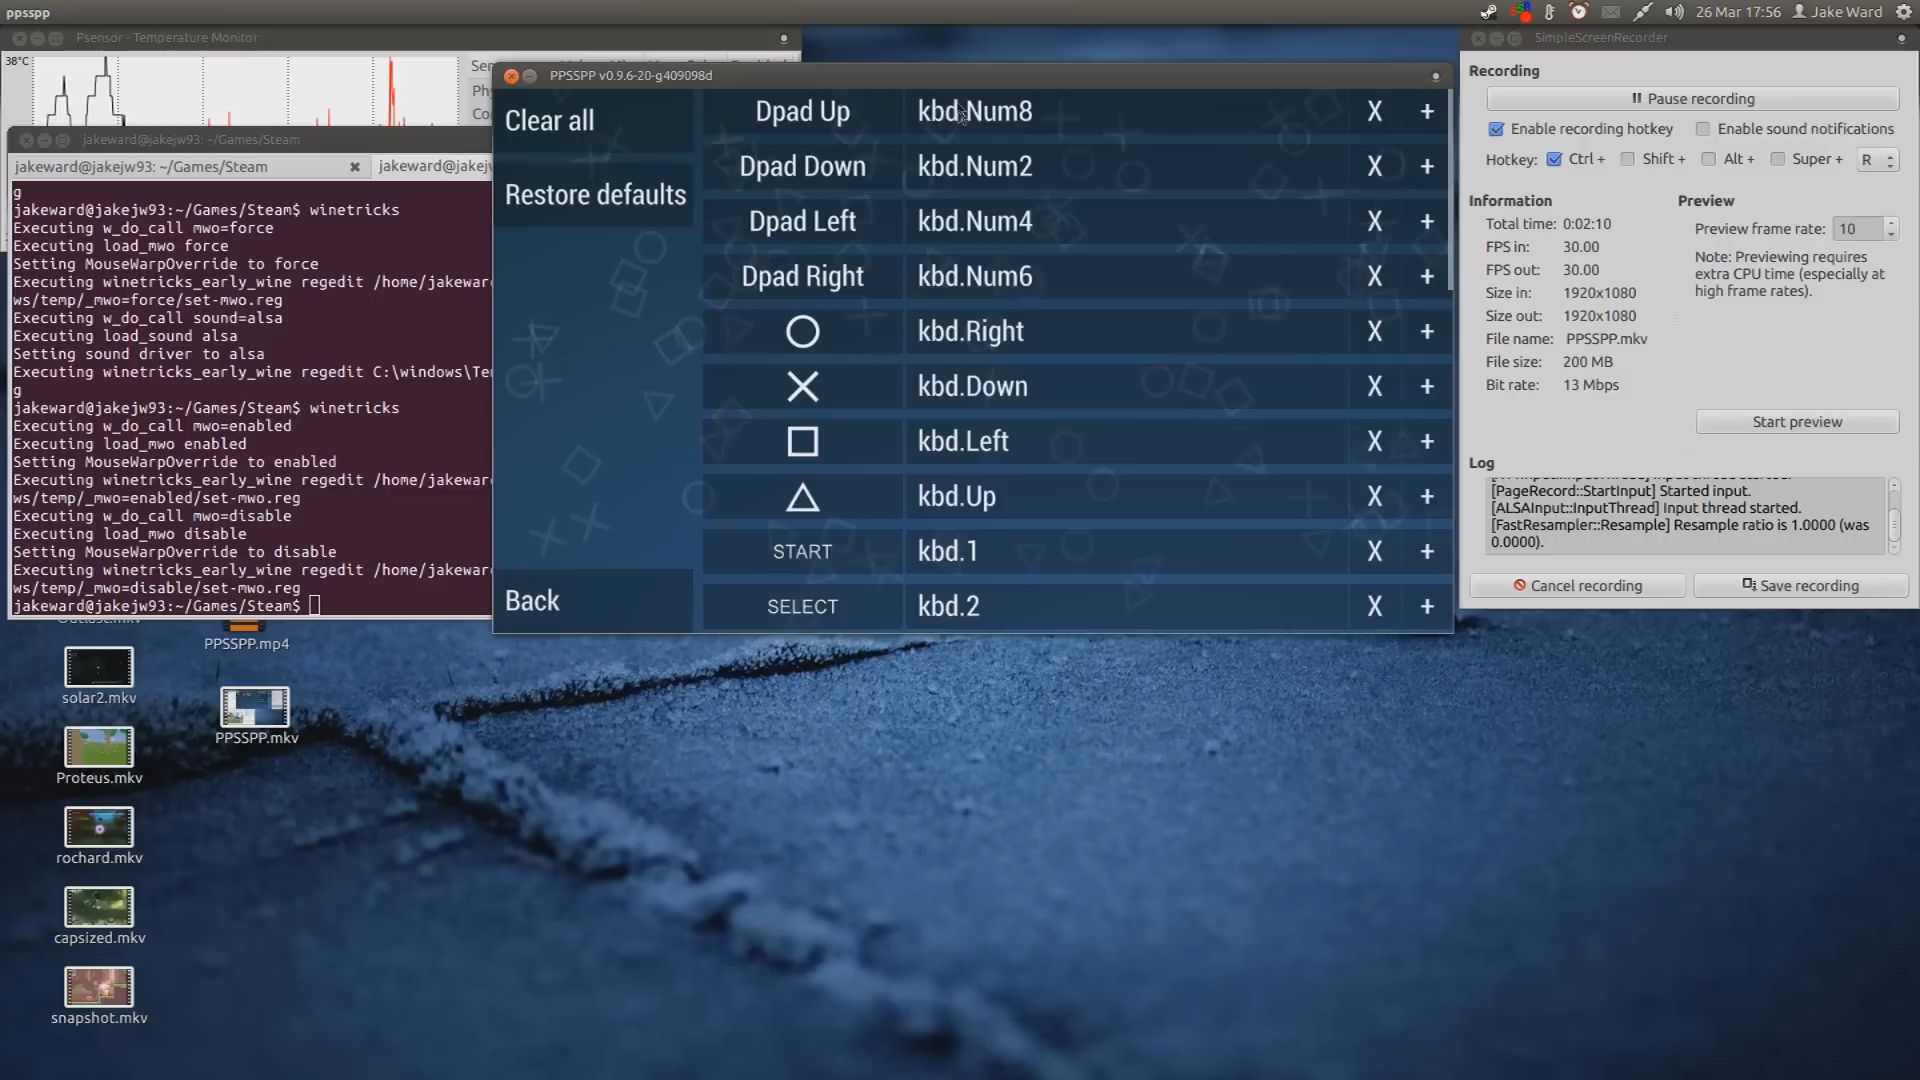 ppsspp
26 Mar 17:56
Jake Ward
Psensor - Temperature Monitor
38°C
PPSSPP v0.9.6-20-g409098d
Clear all
Restore defaults
Back
Dpad Up kbd.Num8 X +
Dpad Down kbd.Num2 X +
Dpad Left kbd.Num4 X +
Dpad Right kbd.Num6 X +
kbd.Right X +
kbd.Down X +
kbd.Left X +
kbd.Up X +
START kbd.1 X +
SELECT kbd.2 X +
jakeward@jakejw93: ~/Games/Steam
jakeward@jakejw93: ~/Games/Steam
jakeward@jakejw
g
jakeward@jakejw93:~/Games/Steam$ winetricks
Executing w_do_call mwo=force
Executing load_mwo force
Setting MouseWarpOverride to force
Executing winetricks_early_wine regedit /home/jakewar
ws/temp/_mwo=force/set-mwo.reg
Executing w_do_call sound=alsa
Executing load_sound alsa
Setting sound driver to alsa
Executing winetricks_early_wine regedit C:\windows\Te
g
jakeward@jakejw93:~/Games/Steam$ winetricks
Executing w_do_call mwo=enabled
Executing load_mwo enabled
Setting MouseWarpOverride to enabled
Executing winetricks_early_wine regedit /home/jakewar
ws/temp/_mwo=enabled/set-mwo.reg
Executing w_do_call mwo=disable
Executing load_mwo disable
Setting MouseWarpOverride to disable
Executing winetricks_early_wine regedit /home/jakewar
ws/temp/_mwo=disable/set-mwo.reg
jakeward@jakejw93:~/Games/Steam$
PPSSPP.mp4
solar2.mkv
PPSSPP.mkv
Proteus.mkv
rochard.mkv
capsized.mkv
snapshot.mkv
SimpleScreenRecorder
Recording
Pause recording
Enable recording hotkey Enable sound notifications
Hotkey: Ctrl + Shift + Alt + Super + R
Information
Total time: 0:02:10
FPS in: 30.00
FPS out: 30.00
Size in: 1920x1080
Size out: 1920x1080
File name: PPSSPP.mkv
File size: 200 MB
Bit rate: 13 Mbps
Preview
Preview frame rate: 10
Note: Previewing requires
extra CPU time (especially at
high frame rates).
Start preview
Log
[PageRecord::StartInput] Started input.
[ALSAInput::InputThread] Input thread started.
[FastResampler::Resample] Resample ratio is 1.0000 (was
0.0000).
Cancel recording
Save recording